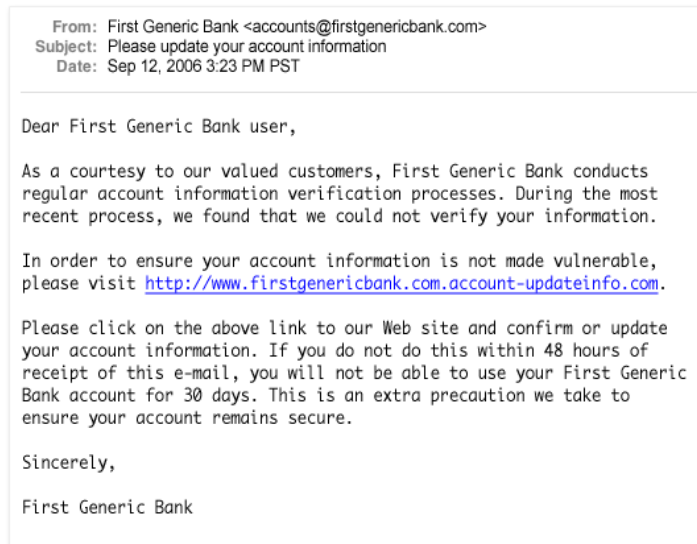 From: First Generic Bank <accounts@firstgenericbank.com>
Subject: Please update your account information
Date: Sep 12, 2006 3:23 PM PST
Dear First Generic Bank user,
As a courtesy to our valued customers, First Generic Bank conducts
regular account information verification processes. During the most
recent process, we found that we could not verify your information.
In order to ensure your account information is not made vulnerable,
please visit http://www.firstgenericbank.com.account-updateinfo.com.
Please click on the above link to our Web site and confirm or update
your account information. If you do not do this within 48 hours of
receipt of this e-mail, you will not be able to use your First Generic
Bank account for 30 days. This is an extra precaution we take to
ensure your account remains secure.
Sincerely,
First Generic Bank